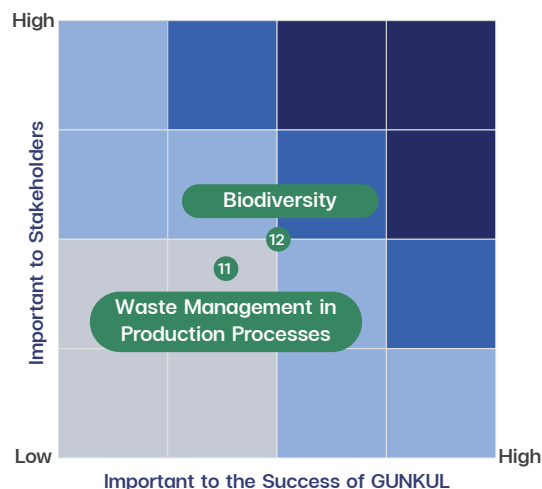 High
Important to Stakeholders
Biodiversity
12
11
Waste Management in
Production Processes
Low
High
Important to the Success of GUNKUL